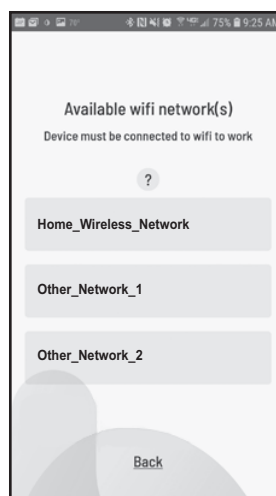 70° 75% 9:25 AM
Available wifi network(s)
Device must be connected to wifi to work
?
Home_Wireless_Network
Other_Network_1
Other_Network_2
Back